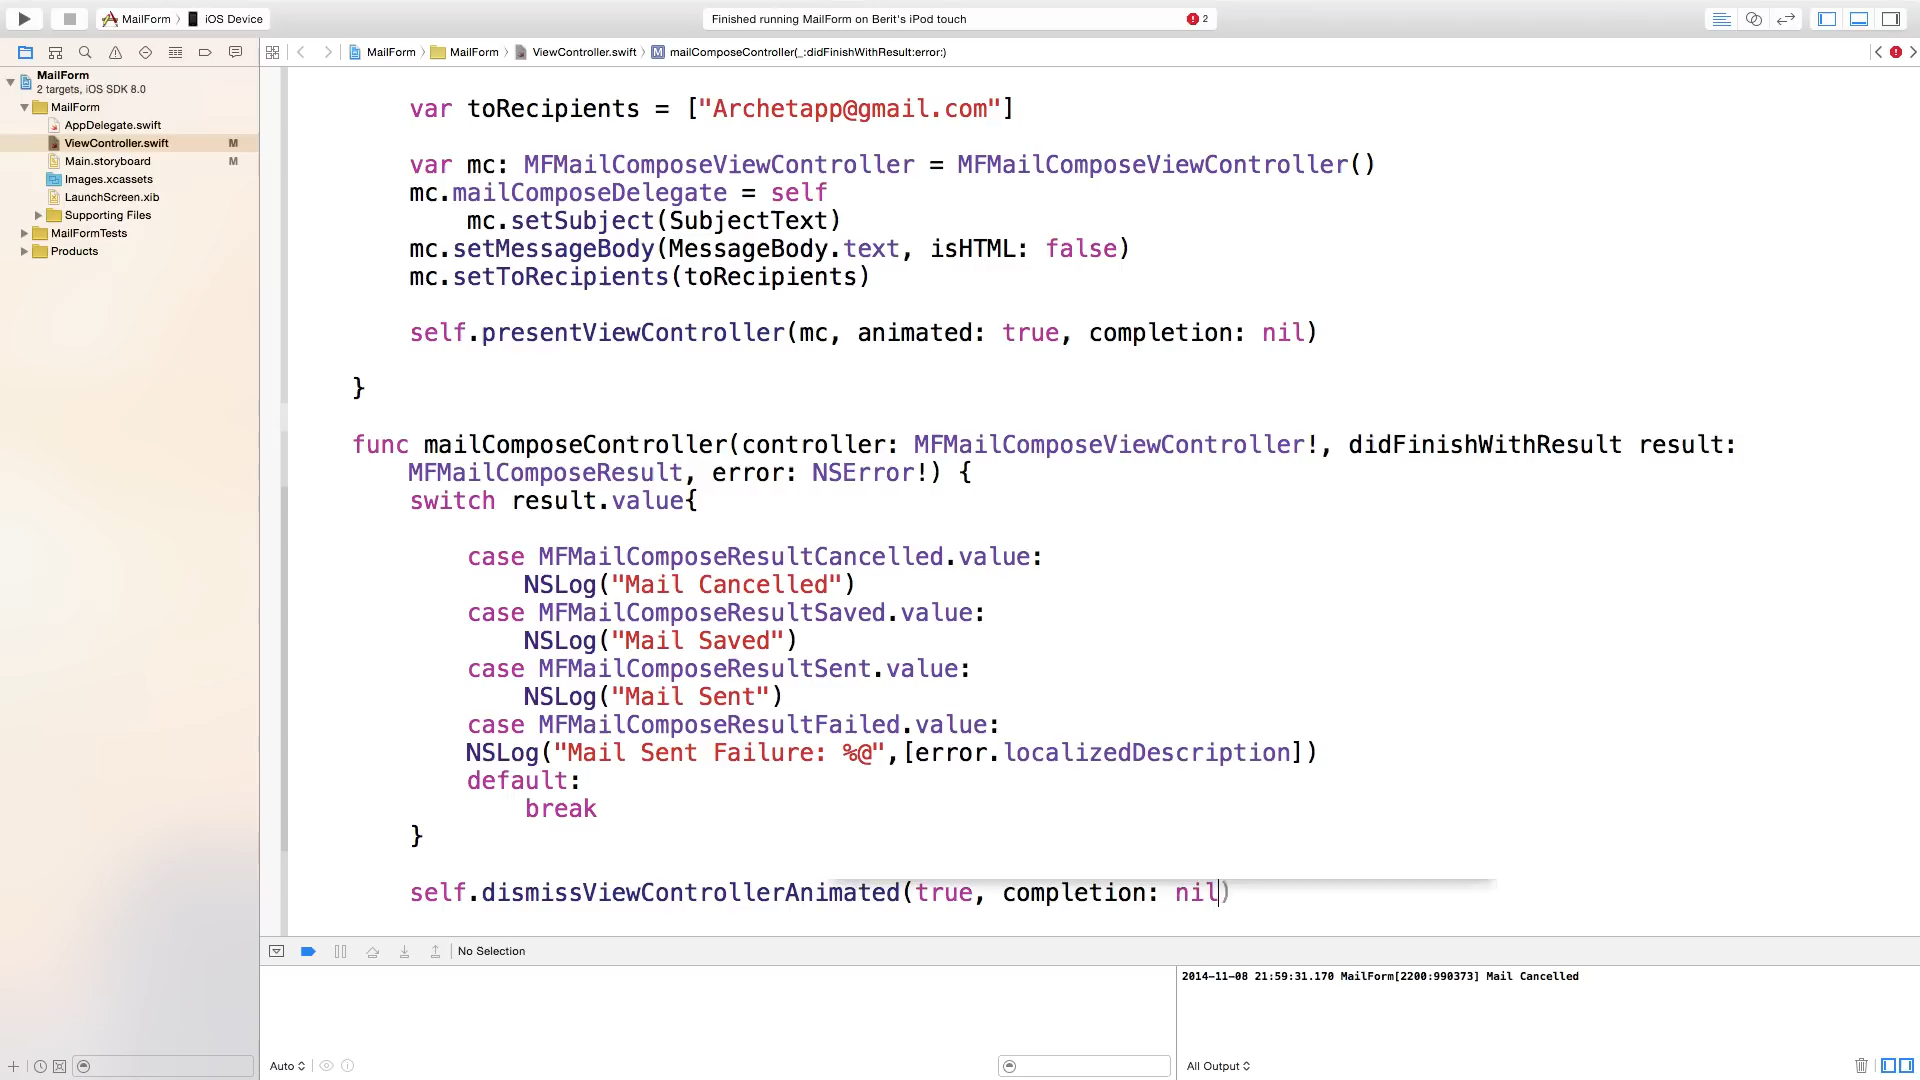 MailForm 〉 iOS Device
Finished running MailForm on Berit's iPod touch
2
MailForm 〉 MailForm 〉 ViewController.swift 〉 M mailComposeController(_:didFinishWithResult:error:)
MailForm
2 targets, iOS SDK 8.0
MailForm
AppDelegate.swift
ViewController.swift M
Main.storyboard M
Images.xcassets
LaunchScreen.xib
Supporting Files
MailFormTests
Products
var toRecipients = ["Archetapp@gmail.com"]
var mc: MFMailComposeViewController = MFMailComposeViewController()
mc.mailComposeDelegate = self
mc.setSubject(SubjectText)
mc.setMessageBody(MessageBody.text, isHTML: false)
mc.setToRecipients(toRecipients)
self.presentViewController(mc, animated: true, completion: nil)
}
func mailComposeController(controller: MFMailComposeViewController!, didFinishWithResult result:
MFMailComposeResult, error: NSError!) {
switch result.value{
case MFMailComposeResultCancelled.value:
NSLog("Mail Cancelled")
case MFMailComposeResultSaved.value:
NSLog("Mail Saved")
case MFMailComposeResultSent.value:
NSLog("Mail Sent")
case MFMailComposeResultFailed.value:
NSLog("Mail Sent Failure: %@",[error.localizedDescription])
default:
break
}
self.dismissViewControllerAnimated(true, completion: nil)
No Selection
2014-11-08 21:59:31.170 MailForm[2200:990373] Mail Cancelled
Auto
All Output